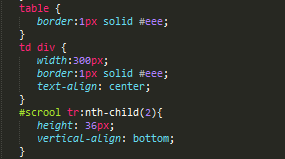 table {
border:1px solid #eee;
}
td div {
width:300px;
border:1px solid #eee;
text-align: center;
}
#scrool tr:nth-child(2){
height: 36px;
vertical-align: bottom;
}